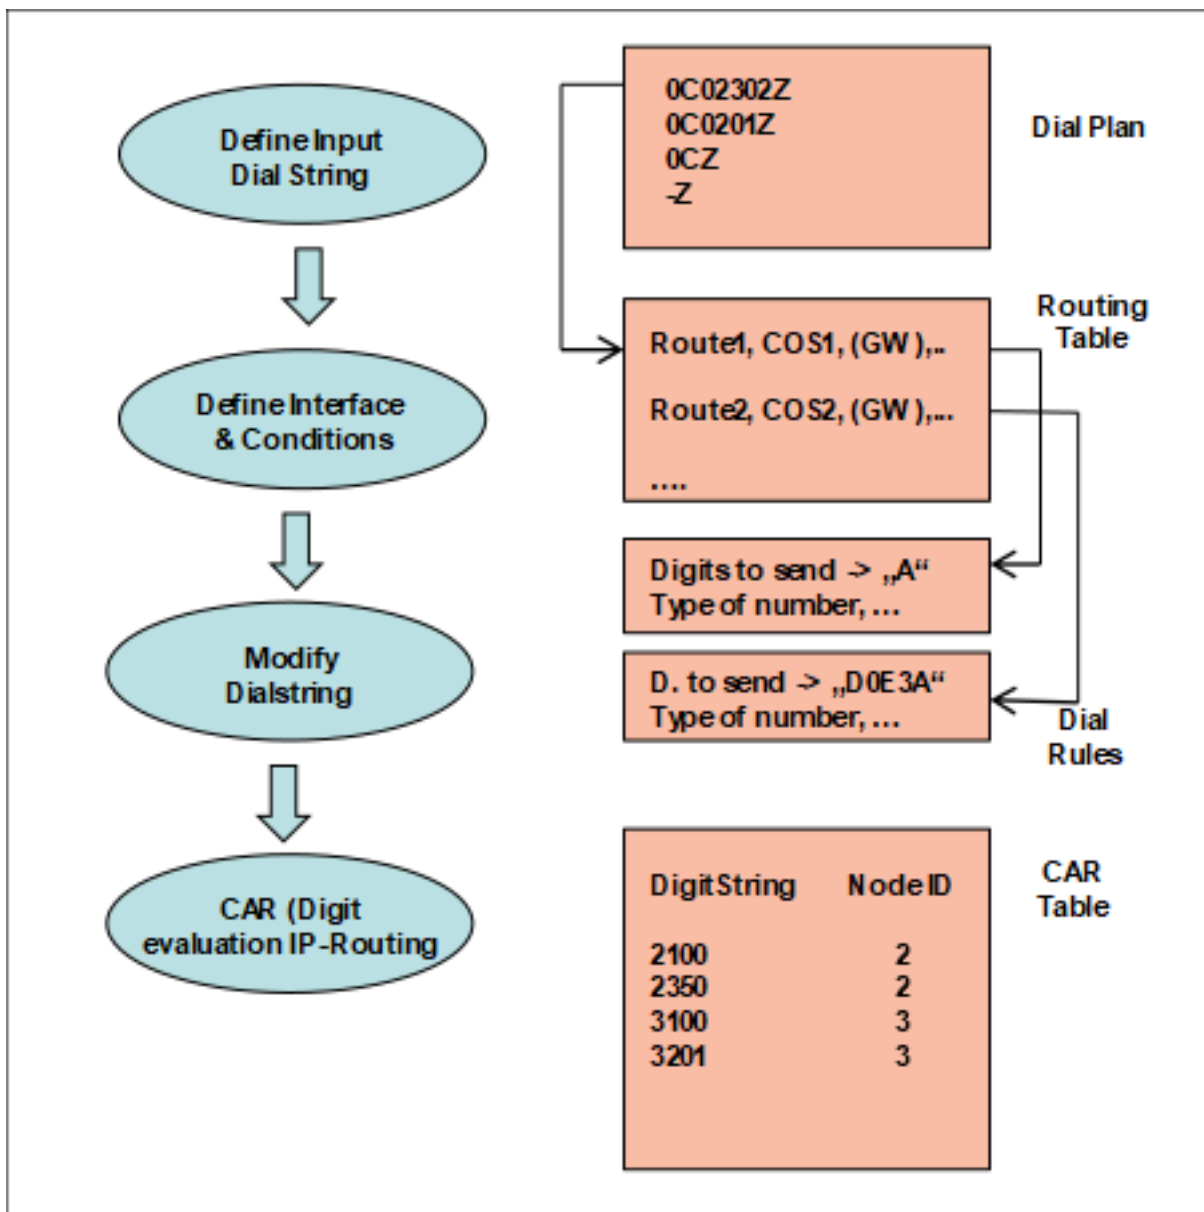 Define Input
Dial String
Define Interface
& Conditions
Modify
Dialstring
CAR (Digit
evaluation IP-Routing
0C02302Z
0C0201Z
0CZ
-Z
Dial Plan
Route1, COS1, (GW ),..
Route2, COS2, (GW ),...
....
Routing
Table
Digits to send -> „A“
Type of number, ...
D. to send -> „D0E3A“
Type of number, ...
Dial
Rules
Digit String Node ID
2100 2
2350 2
3100 3
3201 3
CAR
Table